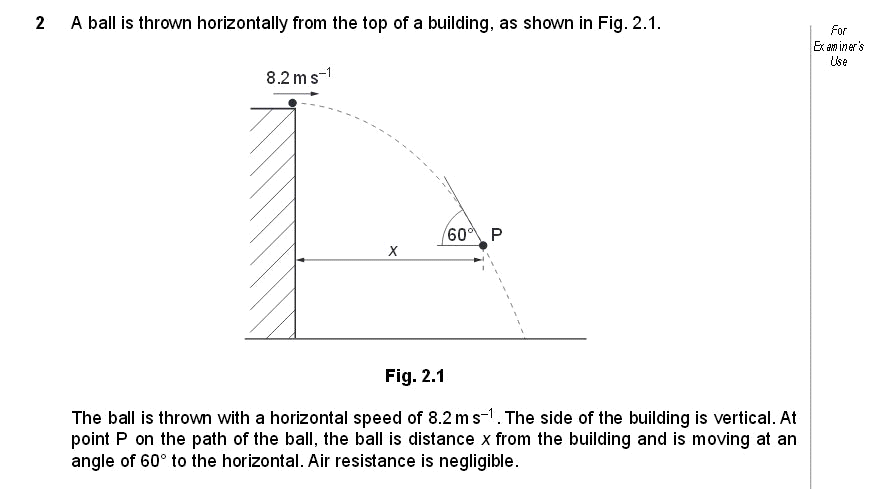 2 A ball is thrown horizontally from the top of a building, as shown in Fig. 2.1.
For
Examiner's
Use
8.2 m s⁻¹
60°
P
x
Fig. 2.1
The ball is thrown with a horizontal speed of 8.2 m s⁻¹. The side of the building is vertical. At
point P on the path of the ball, the ball is distance x from the building and is moving at an
angle of 60° to the horizontal. Air resistance is negligible.